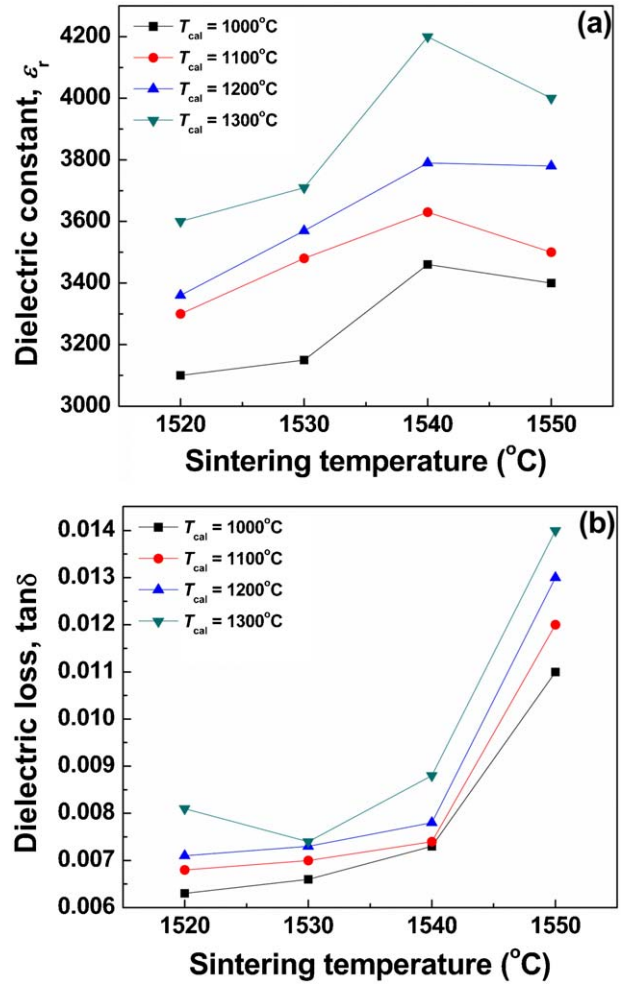 (a)
T_cal = 1000°C
T_cal = 1100°C
T_cal = 1200°C
T_cal = 1300°C
Dielectric constant, ε_r
4200
4000
3800
3600
3400
3200
3000
1520 1530 1540 1550
Sintering temperature (°C)
(b)
T_cal = 1000°C
T_cal = 1100°C
T_cal = 1200°C
T_cal = 1300°C
Dielectric loss, tanδ
0.014
0.013
0.012
0.011
0.010
0.009
0.008
0.007
0.006
1520 1530 1540 1550
Sintering temperature (°C)